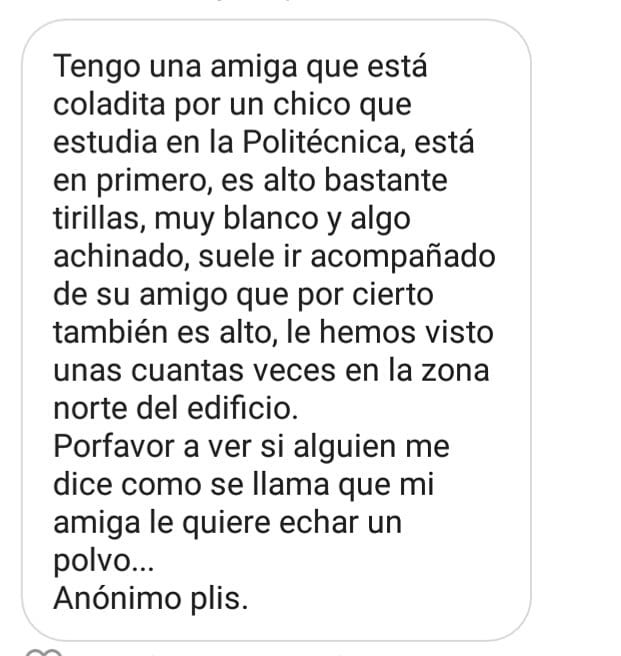 Tengo una amiga que está
coladita por un chico que
estudia en la Politécnica, está
en primero, es alto bastante
tirillas, muy blanco y algo
achinado, suele ir acompañado
de su amigo que por cierto
también es alto, le hemos visto
unas cuantas veces en la zona
norte del edificio.
Porfavor a ver si alguien me
dice como se llama que mi
amiga le quiere echar un
polvo...
Anónimo plis.